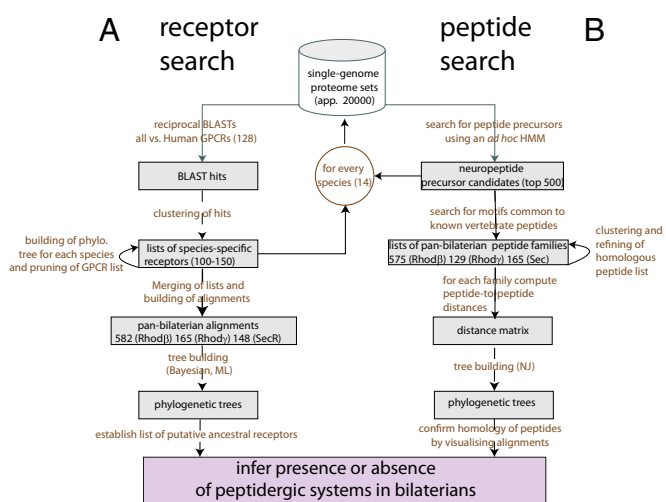 A
receptor
search
peptide
search
B
single-genome
proteome sets
(app. 20000)
reciprocal BLASTs
all vs. Human GPCRs (128)
search for peptide precursors
using an ad hoc HMM
BLAST hits
for every
species (14)
neuropeptide
precursor candidates (top 500)
clustering of hits
search for motifs common to
known vertebrate peptides
building of phylo.
tree for each species
and pruning of GPCR list
lists of species-specific
receptors (100-150)
lists of pan-bilaterian peptide families
575 (Rhodβ) 129 (Rhodγ) 165 (Sec)
clustering and
refining of
homologous
peptide list
Merging of lists and
building of alignments
for each family compute
peptide-to-peptide
distances
pan-bilaterian alignments
582 (Rhodβ) 165 (Rhodγ) 148 (SecR)
distance matrix
tree building
(Bayesian, ML)
tree building (NJ)
phylogenetic trees
phylogenetic trees
establish list of putative ancestral receptors
confirm homology of peptides
by visualising alignments
infer presence or absence
of peptidergic systems in bilaterians